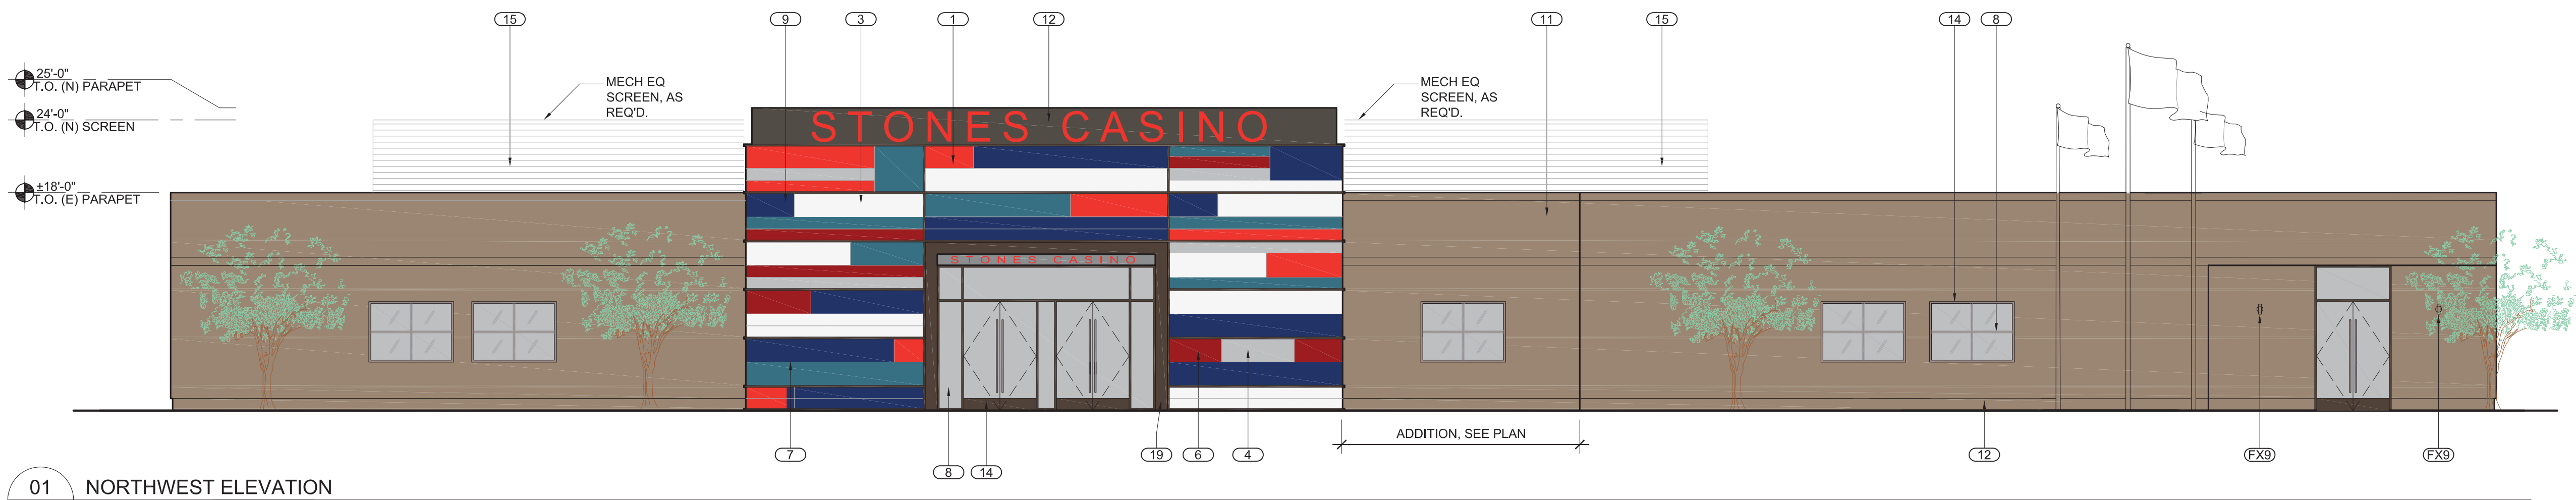 15
9
3
1
12
11
15
14
8
25'-0"
T.O. (N) PARAPET
24'-0"
T.O. (N) SCREEN
±18'-0"
T.O. (E) PARAPET
MECH EQ
SCREEN, AS
REQ'D.
MECH EQ
SCREEN, AS
REQ'D.
STONES CASINO
STONES CASINO
ADDITION, SEE PLAN
7
8
14
19
6
4
12
FX9
FX9
01 NORTHWEST ELEVATION